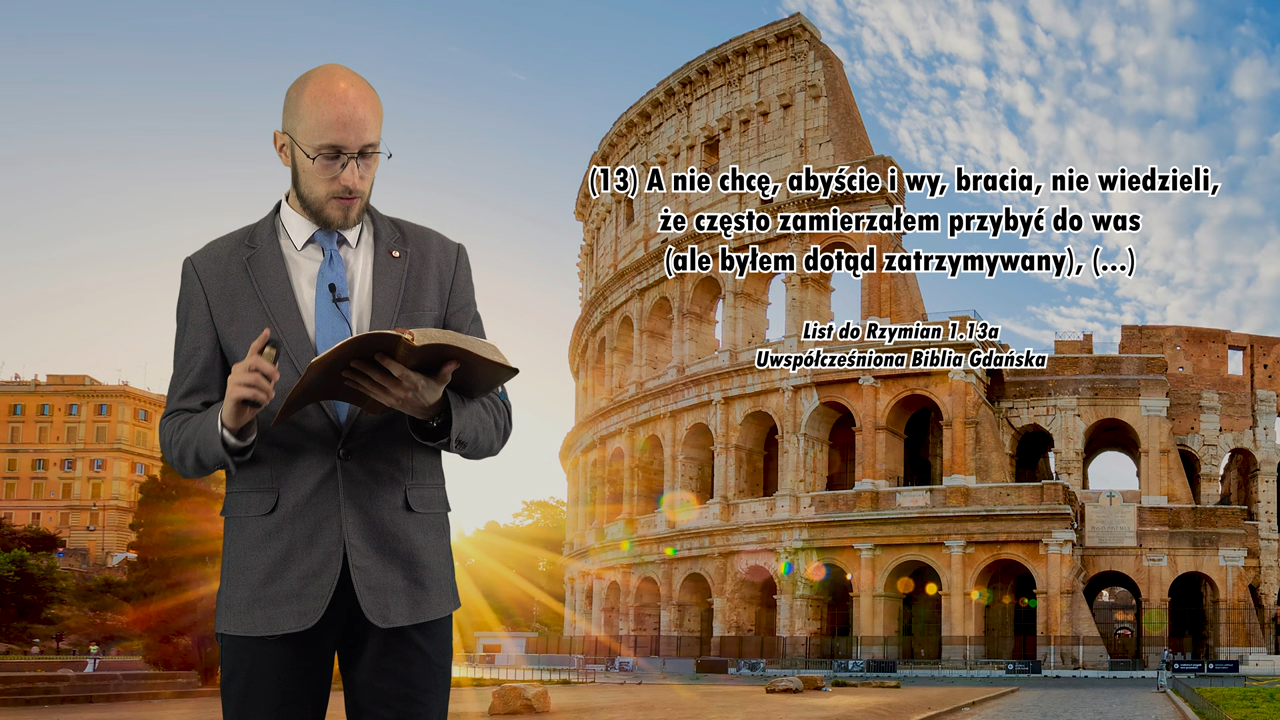 (13) A nie chcę, abyście i wy, bracia, nie wiedzieli,
że często zamierzałem przybyć do was
(ale byłem dotąd zatrzymywany), (...)
List do Rzymian 1.13a
Uwspółcześniona Biblia Gdańska